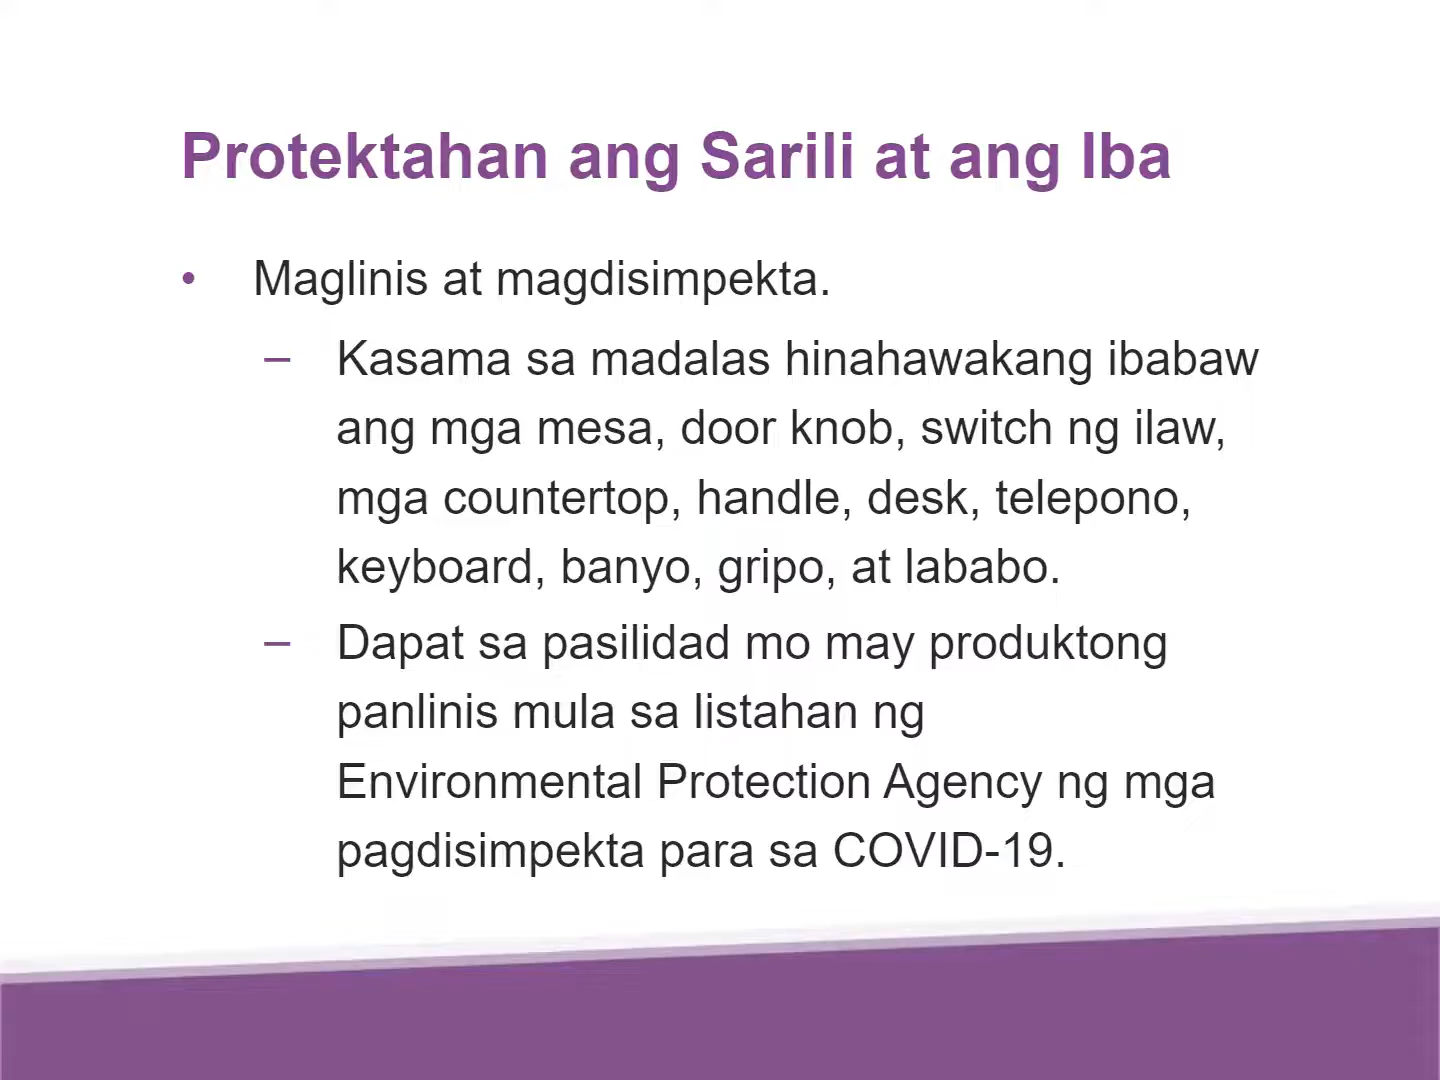 Protektahan ang Sarili at ang Iba
• Maglinis at magdisimpekta.
– Kasama sa madalas hinahawakang ibabaw
ang mga mesa, door knob, switch ng ilaw,
mga countertop, handle, desk, telepono,
keyboard, banyo, gripo, at lababo.
– Dapat sa pasilidad mo may produktong
panlinis mula sa listahan ng
Environmental Protection Agency ng mga
pagdisimpekta para sa COVID-19.